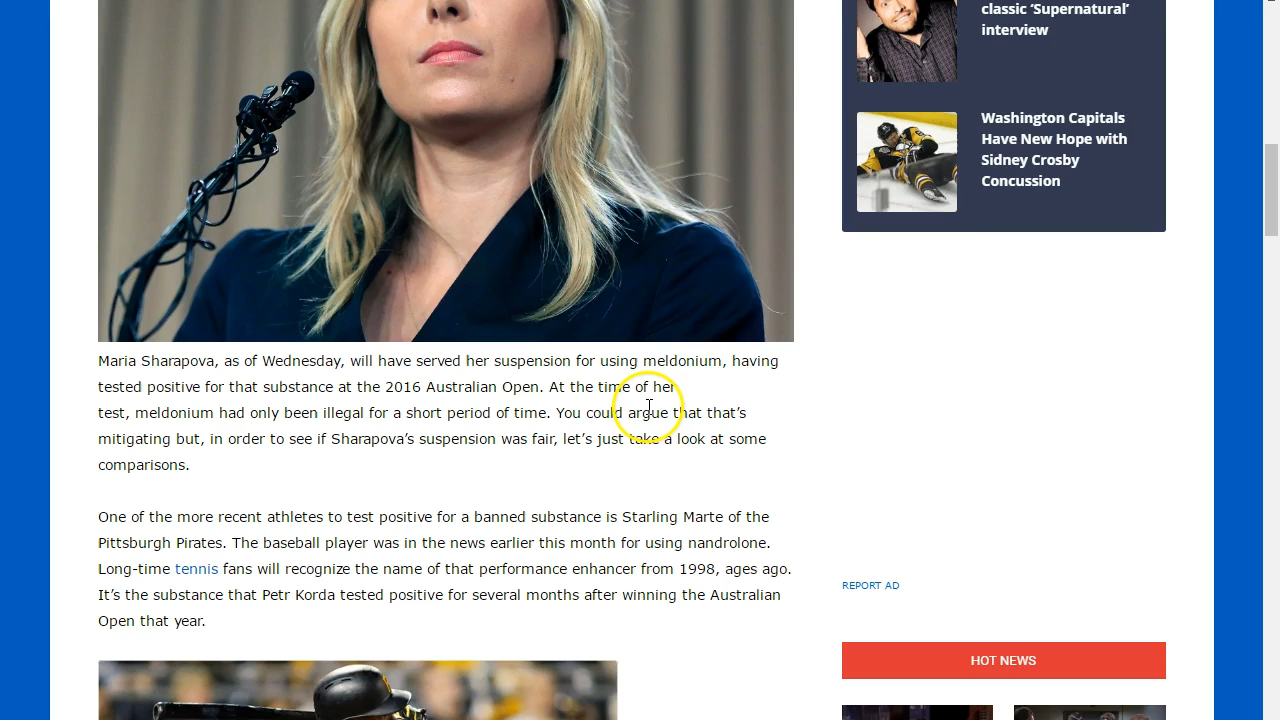 classic ‘Supernatural’
interview
Washington Capitals
Have New Hope with
Sidney Crosby
Concussion
Maria Sharapova, as of Wednesday, will have served her suspension for using meldonium, having
tested positive for that substance at the 2016 Australian Open. At the time of her
test, meldonium had only been illegal for a short period of time. You could argue that that’s
mitigating but, in order to see if Sharapova’s suspension was fair, let’s just take a look at some
comparisons.
One of the more recent athletes to test positive for a banned substance is Starling Marte of the
Pittsburgh Pirates. The baseball player was in the news earlier this month for using nandrolone.
Long-time tennis fans will recognize the name of that performance enhancer from 1998, ages ago.
It’s the substance that Petr Korda tested positive for several months after winning the Australian
Open that year.
REPORT AD
HOT NEWS